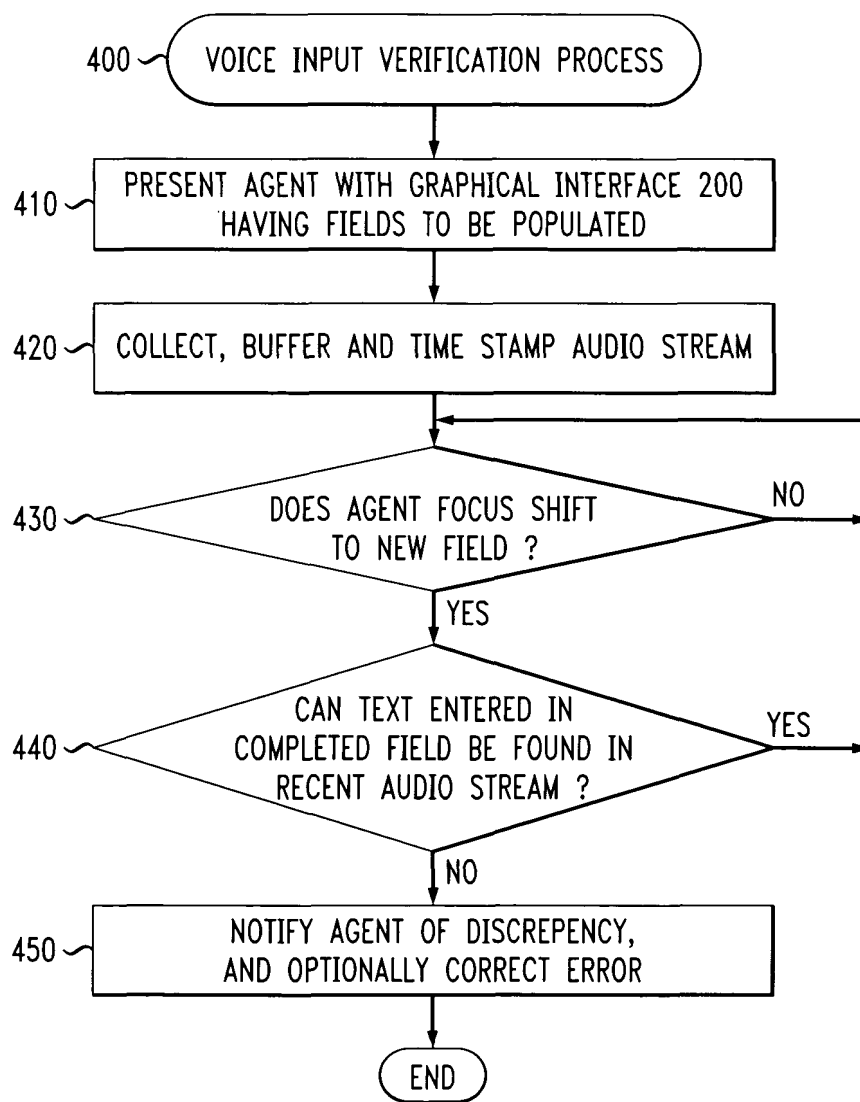 400
VOICE INPUT VERIFICATION PROCESS
410
PRESENT AGENT WITH GRAPHICAL INTERFACE 200
HAVING FIELDS TO BE POPULATED
420
COLLECT, BUFFER AND TIME STAMP AUDIO STREAM
430
DOES AGENT FOCUS SHIFT
TO NEW FIELD ?
NO
YES
440
CAN TEXT ENTERED IN
COMPLETED FIELD BE FOUND IN
RECENT AUDIO STREAM ?
YES
NO
450
NOTIFY AGENT OF DISCREPENCY,
AND OPTIONALLY CORRECT ERROR
END